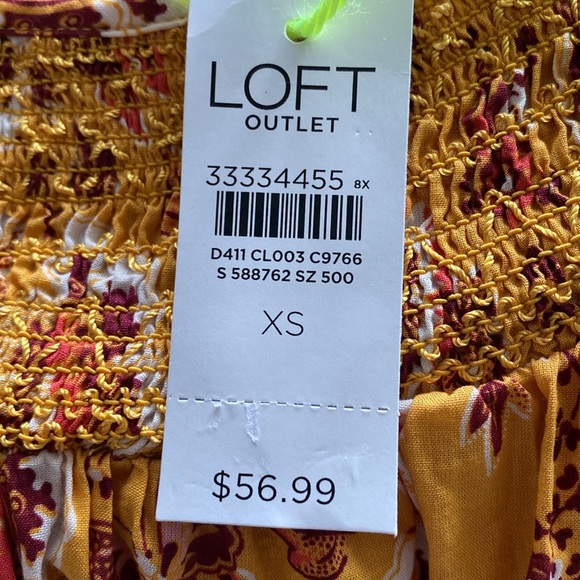 LOFT
OUTLET
33334455 8X
D411 CL003 C9766
S 588762 SZ 500
XS
$56.99